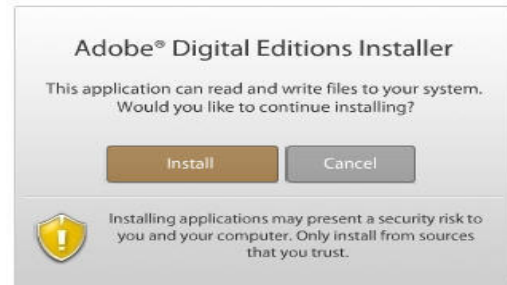 Adobe® Digital Editions Installer
This application can read and write files to your system.
Would you like to continue installing?
Install
Cancel
Installing applications may present a security risk to
you and your computer. Only install from sources
that you trust.